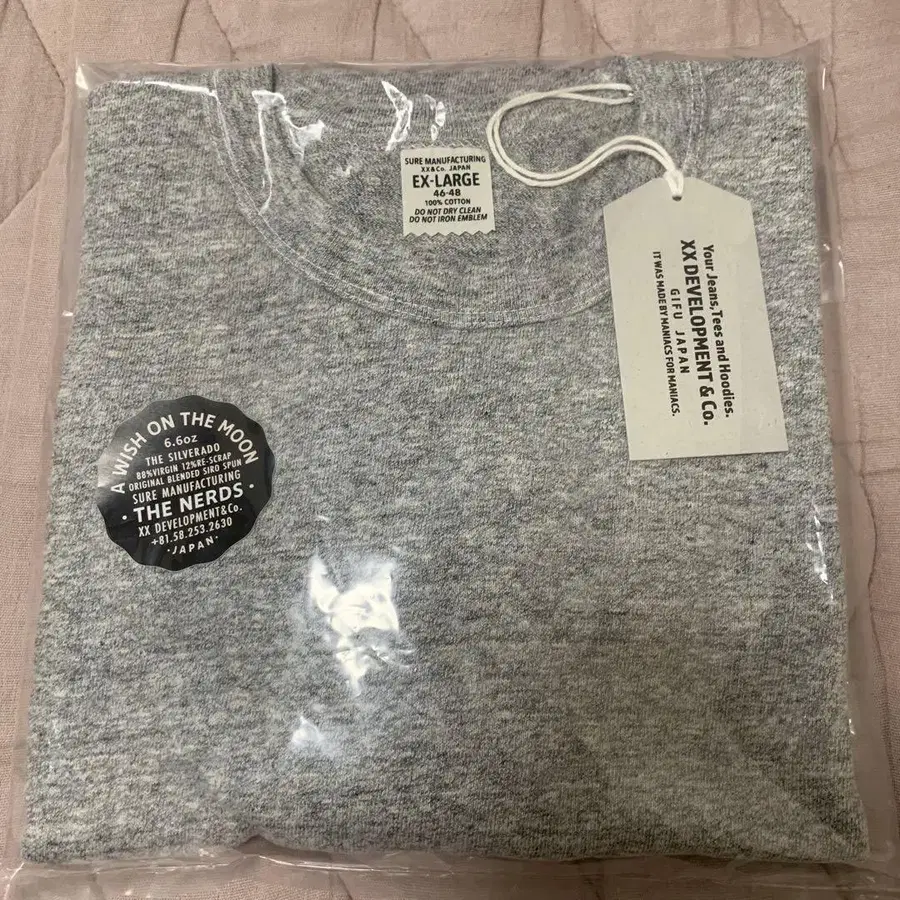 SURE MANUFACTURING
XX&Co. JAPAN
EX-LARGE
46-48
100% COTTON
DO NOT DRY CLEAN
DO NOT IRON EMBLEM
Your Jeans, Tees and Hoodies.
XX DEVELOPMENT & Co.
GIFU JAPAN
IT WAS MADE BY MANIACS FOR MANIACS.
A WISH ON THE MOON
6.6oz
THE SILVERADO
88%VIRGIN 12%RE-SCRAP
ORIGINAL BLENDED SIRO SPUN
SURE MANUFACTURING
· THE NERDS ·
XX DEVELOPMENT&Co.
+81.58.253.2630
· JAPAN ·